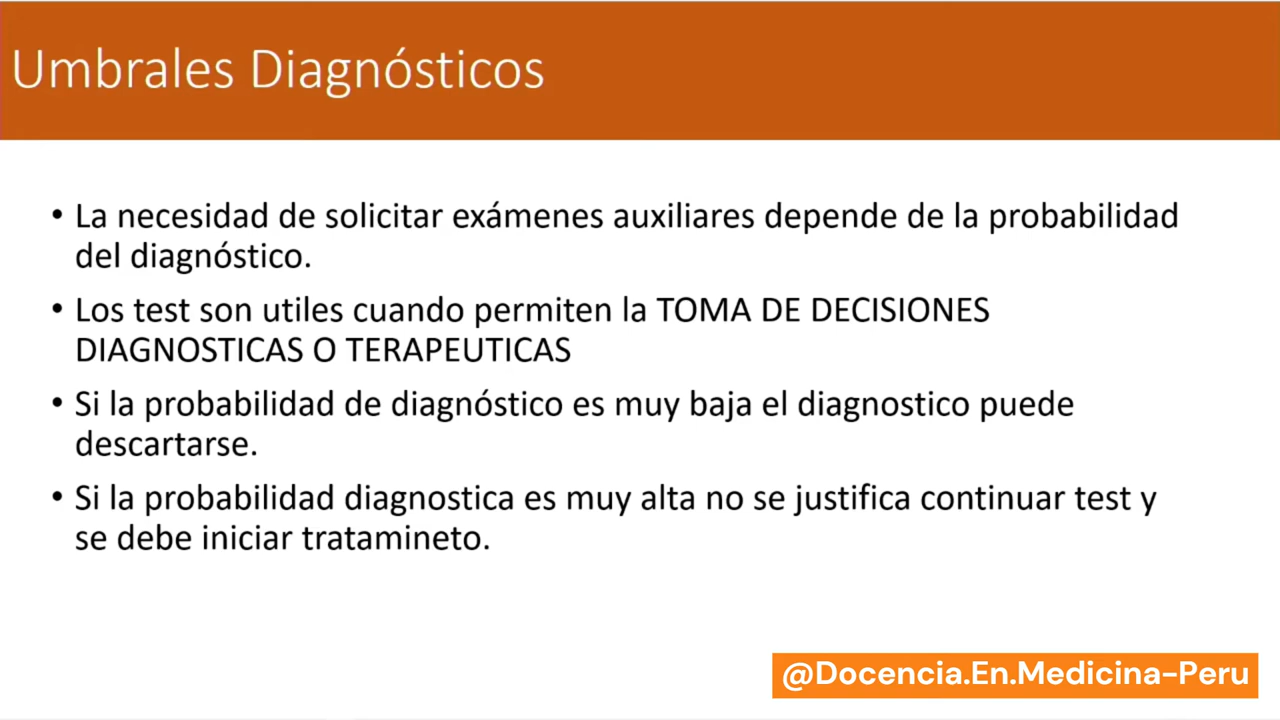 Umbrales Diagnósticos
• La necesidad de solicitar exámenes auxiliares depende de la probabilidad
del diagnóstico.
• Los test son utiles cuando permiten la TOMA DE DECISIONES
DIAGNOSTICAS O TERAPEUTICAS
• Si la probabilidad de diagnóstico es muy baja el diagnostico puede
descartarse.
• Si la probabilidad diagnostica es muy alta no se justifica continuar test y
se debe iniciar tratamineto.
@Docencia.En.Medicina-Peru